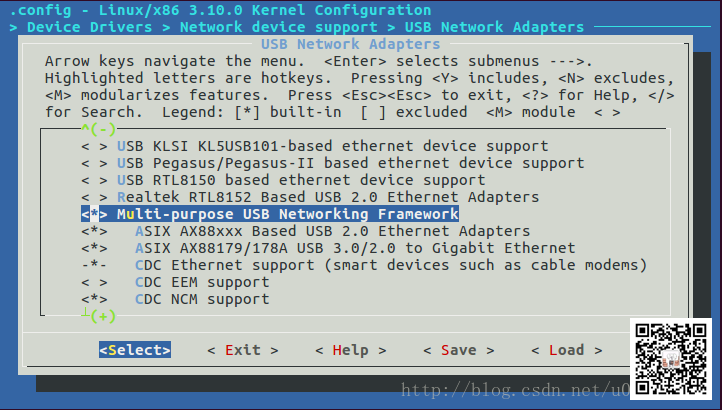 .config - Linux/x86 3.10.0 Kernel Configuration
> Device Drivers > Network device support > USB Network Adapters
USB Network Adapters
Arrow keys navigate the menu. <Enter> selects submenus --->.
Highlighted letters are hotkeys. Pressing <Y> includes, <N> excludes,
<M> modularizes features. Press <Esc><Esc> to exit, <?> for Help, </>
for Search. Legend: [*] built-in [ ] excluded <M> module < >
^(-)
< > USB KLSI KL5USB101-based ethernet device support
< > USB Pegasus/Pegasus-II based ethernet device support
< > USB RTL8150 based ethernet device support
< > Realtek RTL8152 Based USB 2.0 Ethernet Adapters
<*> Multi-purpose USB Networking Framework
<*> ASIX AX88xxx Based USB 2.0 Ethernet Adapters
<*> ASIX AX88179/178A USB 3.0/2.0 to Gigabit Ethernet
-*- CDC Ethernet support (smart devices such as cable modems)
< > CDC EEM support
<*> CDC NCM support
(+)
<Select> < Exit > < Help > < Save > < Load >
http://blog.csdn.net/u0